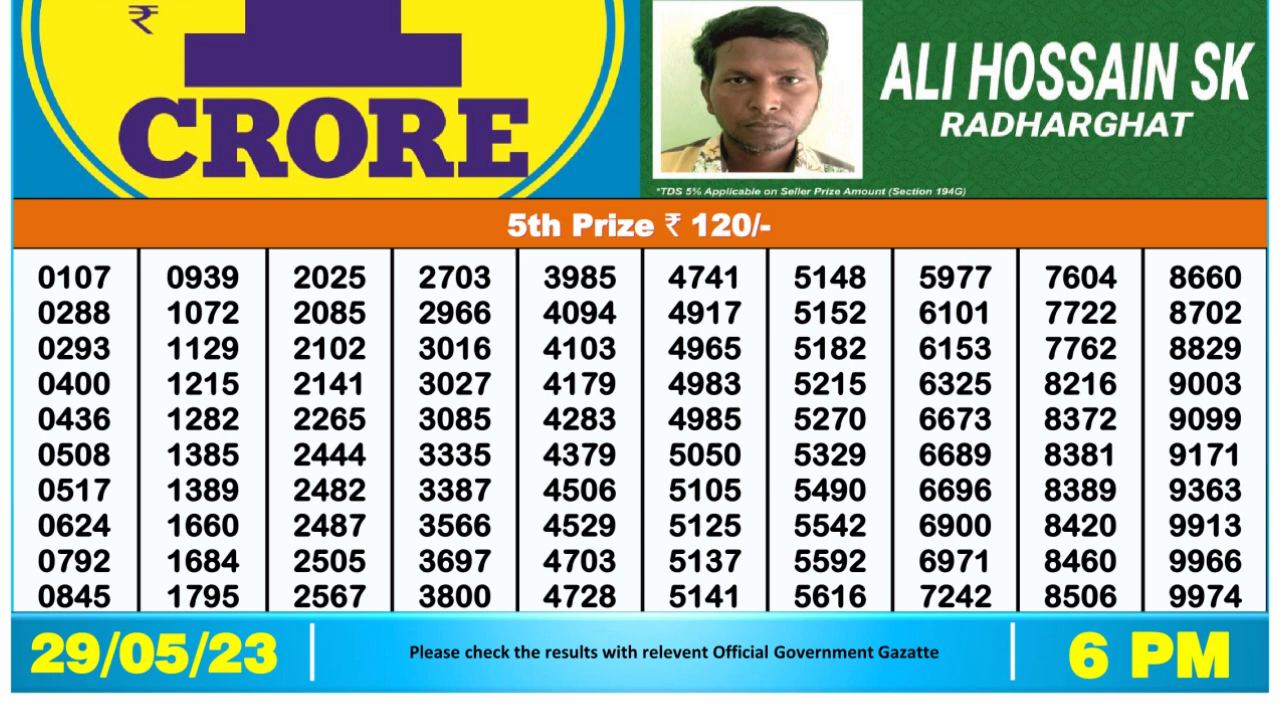 ₹
1
CRORE
ALI HOSSAIN SK
RADHARGHAT
*TDS 5% Applicable on Seller Prize Amount (Section 194G)
5th Prize ₹ 120/-
0107 0939 2025 2703 3985 4741 5148 5977 7604 8660
0288 1072 2085 2966 4094 4917 5152 6101 7722 8702
0293 1129 2102 3016 4103 4965 5182 6153 7762 8829
0400 1215 2141 3027 4179 4983 5215 6325 8216 9003
0436 1282 2265 3085 4283 4985 5270 6673 8372 9099
0508 1385 2444 3335 4379 5050 5329 6689 8381 9171
0517 1389 2482 3387 4506 5105 5490 6696 8389 9363
0624 1660 2487 3566 4529 5125 5542 6900 8420 9913
0792 1684 2505 3697 4703 5137 5592 6971 8460 9966
0845 1795 2567 3800 4728 5141 5616 7242 8506 9974
29/05/23
Please check the results with relevent Official Government Gazatte
6 PM